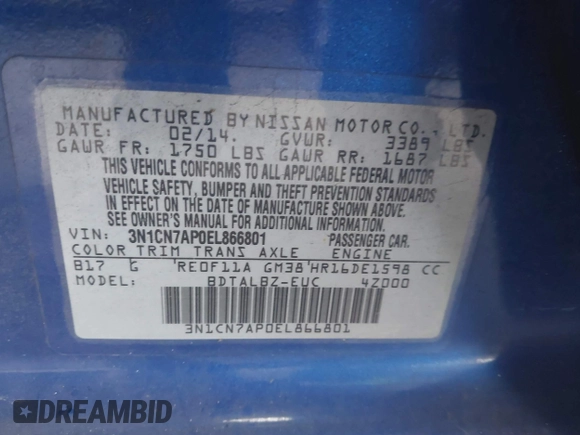 MANUFACTURED BY NISSAN MOTOR CO., LTD.
DATE: 02/14. GVWR: 3389 LBS
GAWR FR: 1750 LBS GAWR RR: 1687 LBS
THIS VEHICLE CONFORMS TO ALL APPLICABLE FEDERAL MOTOR
VEHICLE SAFETY, BUMPER AND THEFT PREVENTION STANDARDS
IN EFFECT ON THE DATE OF MANUFACTURE SHOWN ABOVE.
SEE OWNER'S MANUAL FOR ADDITIONAL INFORMATION.
VIN: 3N1CN7AP0EL866801 PASSENGER CAR.
COLOR TRIM TRANS AXLE ENGINE
B17 G RE0F11A GM38 HR16DE1598 CC
MODEL: BDTALBZ-EUC 4Z000
3N1CN7AP0EL866801
DREAMBID